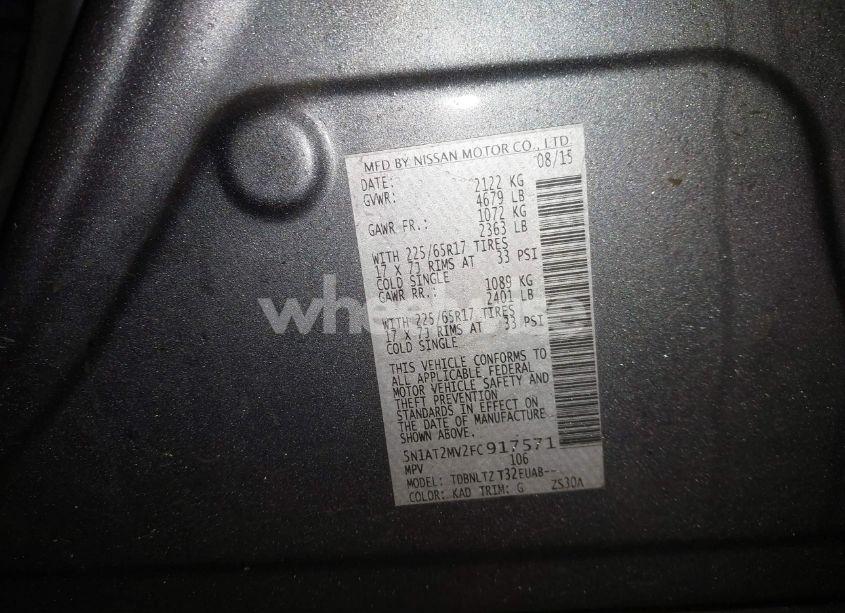 MFD BY NISSAN MOTOR CO., LTD
DATE: 08/15
GVWR: 2122 KG
4679 LB
GAWR FR.: 1072 KG
2363 LB
WITH 225/65R17 TIRES
17 X 7J RIMS AT 33 PSI
COLD SINGLE
GAWR RR.: 1089 KG
2401 LB
WITH 225/65R17 TIRES
17 X 7J RIMS AT 33 PSI
COLD SINGLE
THIS VEHICLE CONFORMS TO
ALL APPLICABLE FEDERAL
MOTOR VEHICLE SAFETY AND
THEFT PREVENTION
STANDARDS IN EFFECT ON
THE DATE OF MANUFACTURE
SHOWN ABOVE.
5N1AT2MV2FC917571
MPV 106
MODEL: TDBNLTZ T32EUAB--
COLOR: KAD TRIM: G ZS30A